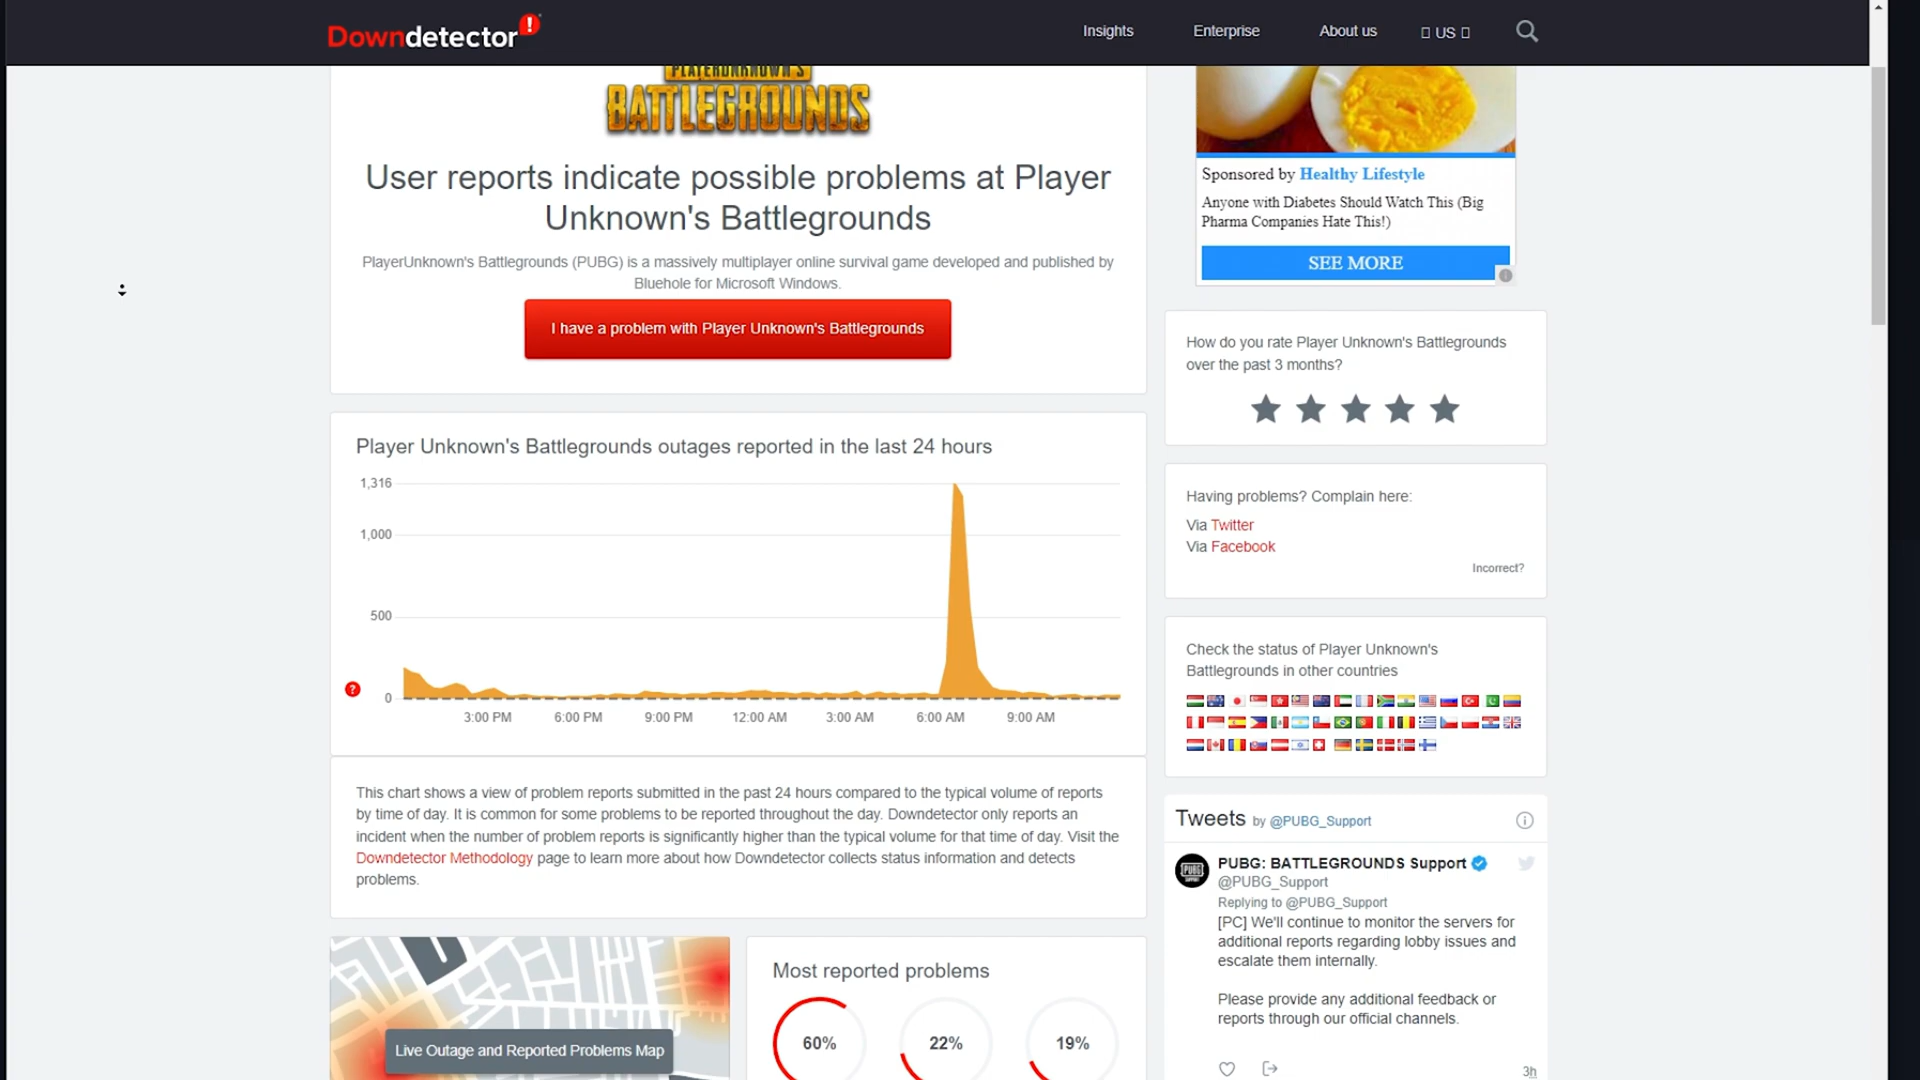 Downdetector
Insights
Enterprise
About us
US
PLAYERUNKNOWN'S
BATTLEGROUNDS
User reports indicate possible problems at Player
Unknown's Battlegrounds
PlayerUnknown's Battlegrounds (PUBG) is a massively multiplayer online survival game developed and published by
Bluehole for Microsoft Windows.
I have a problem with Player Unknown's Battlegrounds
Player Unknown's Battlegrounds outages reported in the last 24 hours
1,316
1,000
500
0
3:00 PM
6:00 PM
9:00 PM
12:00 AM
3:00 AM
6:00 AM
9:00 AM
This chart shows a view of problem reports submitted in the past 24 hours compared to the typical volume of reports
by time of day. It is common for some problems to be reported throughout the day. Downdetector only reports an
incident when the number of problem reports is significantly higher than the typical volume for that time of day. Visit the
Downdetector Methodology page to learn more about how Downdetector collects status information and detects
problems.
Live Outage and Reported Problems Map
Most reported problems
60%
22%
19%
Sponsored by Healthy Lifestyle
Anyone with Diabetes Should Watch This (Big
Pharma Companies Hate This!)
SEE MORE
How do you rate Player Unknown's Battlegrounds
over the past 3 months?
Having problems? Complain here:
Via Twitter
Via Facebook
Incorrect?
Check the status of Player Unknown's
Battlegrounds in other countries
Tweets by @PUBG_Support
PUBG: BATTLEGROUNDS Support
@PUBG_Support
Replying to @PUBG_Support
[PC] We'll continue to monitor the servers for
additional reports regarding lobby issues and
escalate them internally.
Please provide any additional feedback or
reports through our official channels.
3h